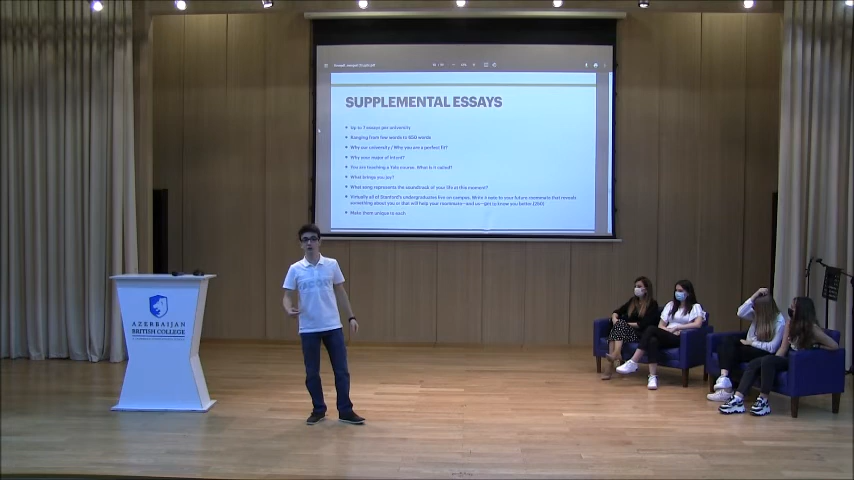 SUPPLEMENTAL ESSAYS
Up to 7 essays per university
Ranging from few words to 650 words
Why our university / Why you are a perfect fit?
Why your major of intent?
You are teaching a Yale course. What is it called?
What brings you joy?
What song represents the soundtrack of your life at this moment?
Virtually all of Stanford's undergraduates live on campus. Write a note to your future roommate that reveals
something about you or that will help your roommate—and us—get to know you better.
Make them unique to each
AZERBAIJAN
BRITISH COLLEGE